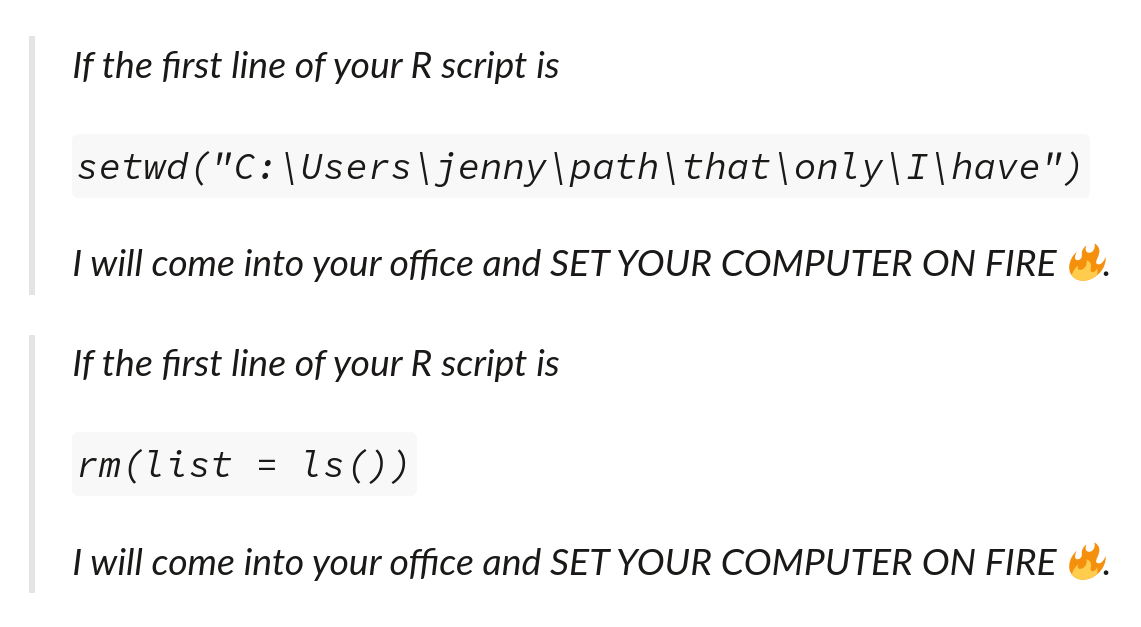 If the first line of your R script is
setwd("C:\Users\jenny\path\that\only\I\have")
I will come into your office and SET YOUR COMPUTER ON FIRE 🔥.
If the first line of your R script is
rm(list = ls())
I will come into your office and SET YOUR COMPUTER ON FIRE 🔥.